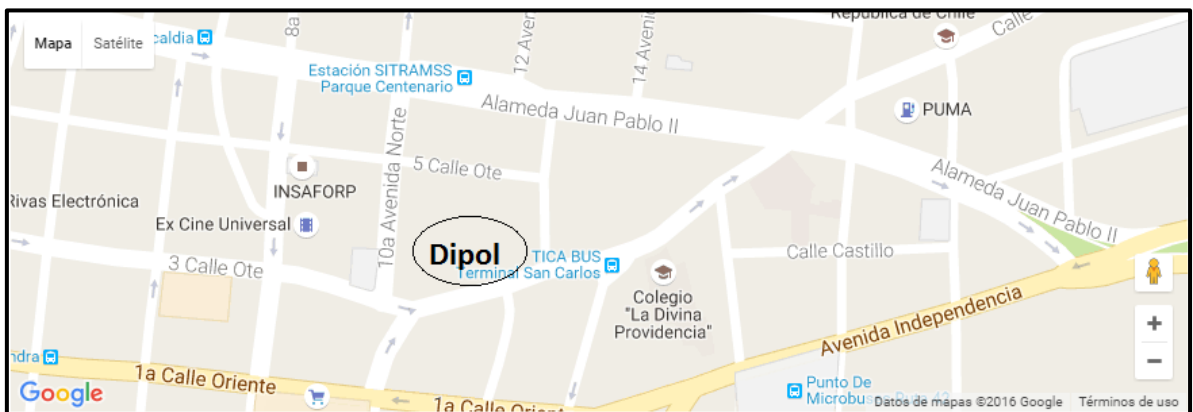 República de Chile
Calle
Mapa
Satélite
caldia
8a
12 Aven
14 Aveni
Estación SITRAMSS
Parque Centenario
Alameda Juan Pablo II
PUMA
10a Avenida Norte
5 Calle Ote
INSAFORP
Rivas Electrónica
Ex Cine Universal
Alameda Juan Pablo II
Dipol
TICA BUS
Terminal San Carlos
Calle Castillo
3 Calle Ote
Colegio
"La Divina
Providencia"
Avenida Independencia
+
−
ndra
1a Calle Oriente
Google
1a Calle Orient
Punto De
Microbus
Datos de mapas ©2016 Google
Términos de uso